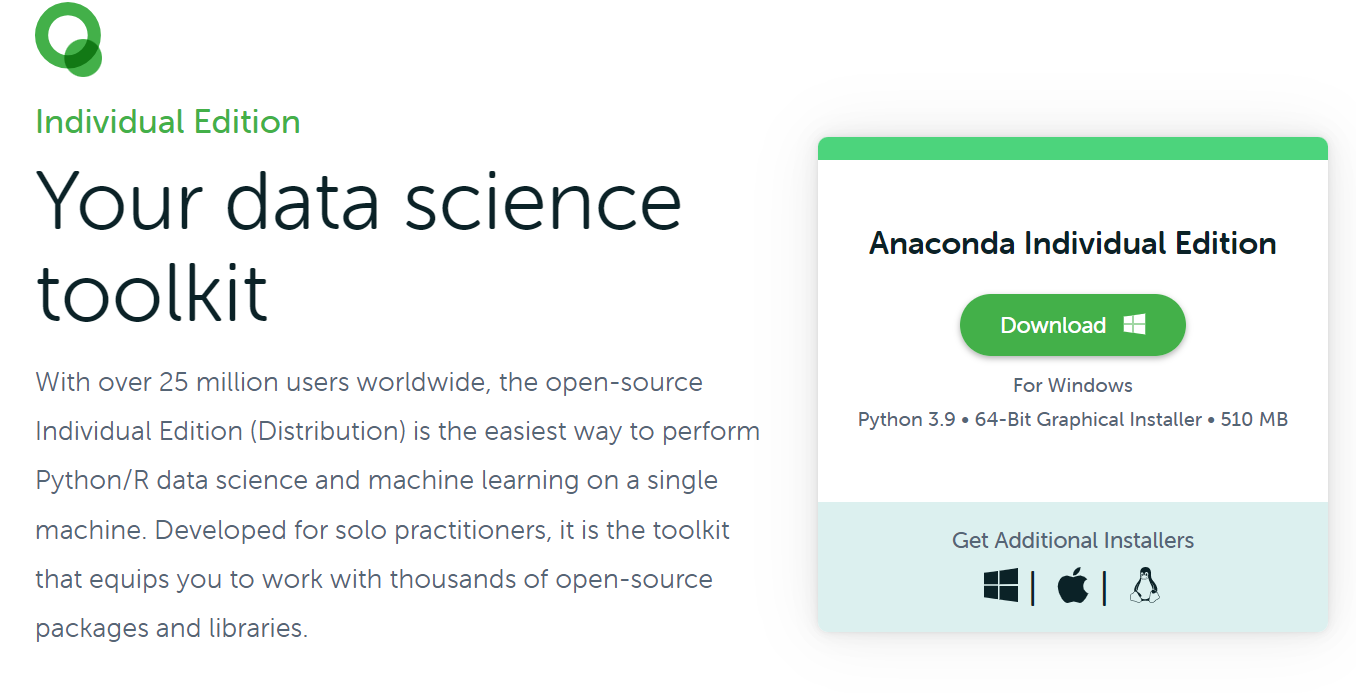 Individual Edition
Your data science
toolkit
With over 25 million users worldwide, the open-source
Individual Edition (Distribution) is the easiest way to perform
Python/R data science and machine learning on a single
machine. Developed for solo practitioners, it is the toolkit
that equips you to work with thousands of open-source
packages and libraries.
Anaconda Individual Edition
Download
For Windows
Python 3.9 • 64-Bit Graphical Installer • 510 MB
Get Additional Installers